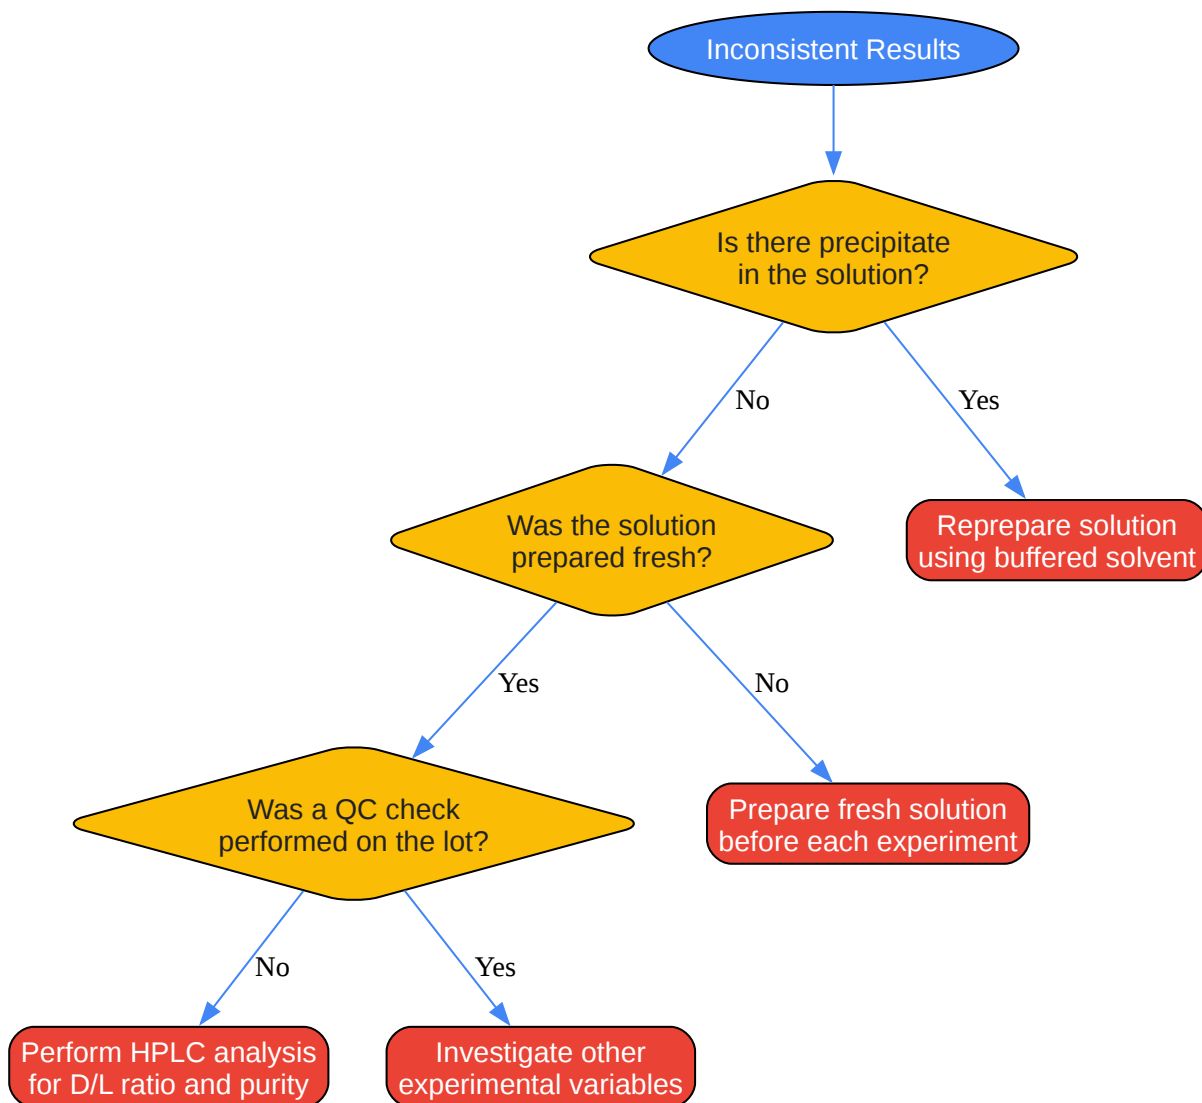 Inconsistent Results
Is there precipitate
in the solution?
No
Yes
Was the solution
prepared fresh?
Reprepare solution
using buffered solvent
Yes
No
Was a QC check
performed on the lot?
Prepare fresh solution
before each experiment
No
Yes
Perform HPLC analysis
for D/L ratio and purity
Investigate other
experimental variables